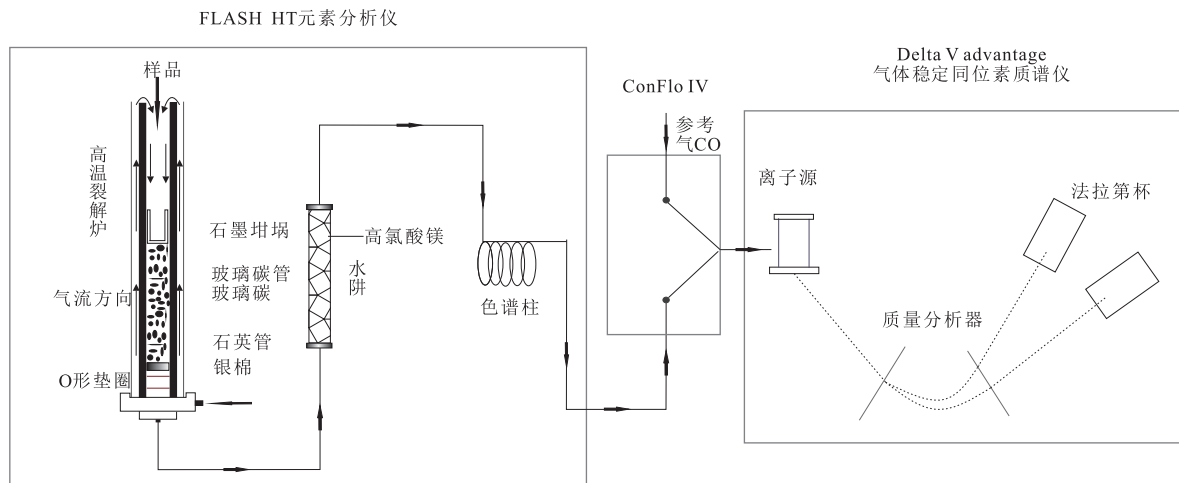 FLASH HT元素分析仪
Delta V advantage
气体稳定同位素质谱仪
ConFlo IV
样品
参考
气CO
高温裂解炉
离子源
法拉第杯
石墨坩埚
高氯酸镁
水阱
玻璃碳管
玻璃碳
气流方向
色谱柱
质量分析器
石英管
银棉
O形垫圈